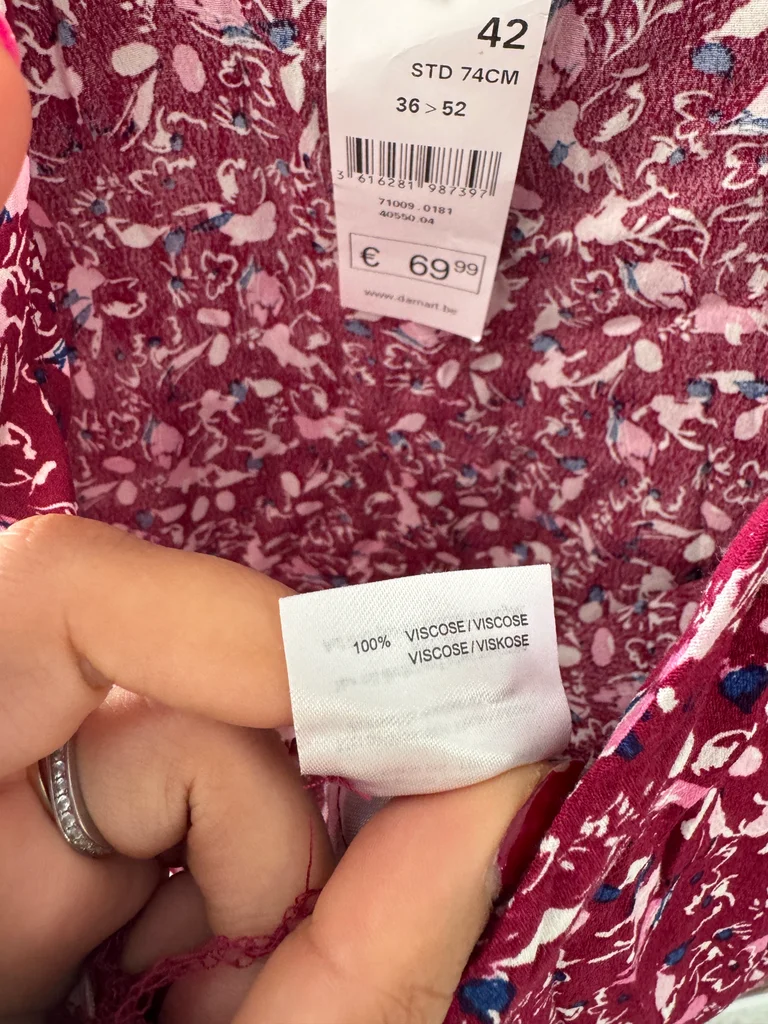 42
STD 74CM
36 > 52
3 616281 987397
71009.0181
40550.04
€ 69 99
www.damart.be
100% VISCOSE / VISCOSE
VISCOSE / VISKOSE